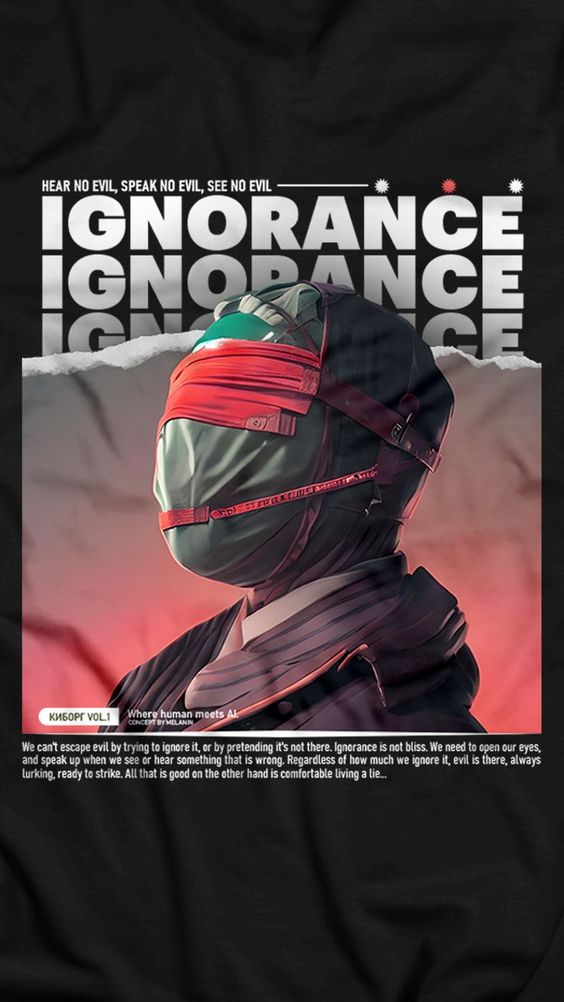 HEAR NO EVIL, SPEAK NO EVIL, SEE NO EVIL
IGNORANCE
IGNORANCE
IGNORANCE
КИБОРГ VOL.1
Where human meets AI.
CONCEPT BY MELANIN
We can't escape evil by trying to ignore it, or by pretending it's not there. Ignorance is not bliss. We need to open our eyes,
and speak up when we see or hear something that is wrong. Regardless of how much we ignore it, evil is there, always
lurking, ready to strike. All that is good on the other hand is comfortable living a lie...